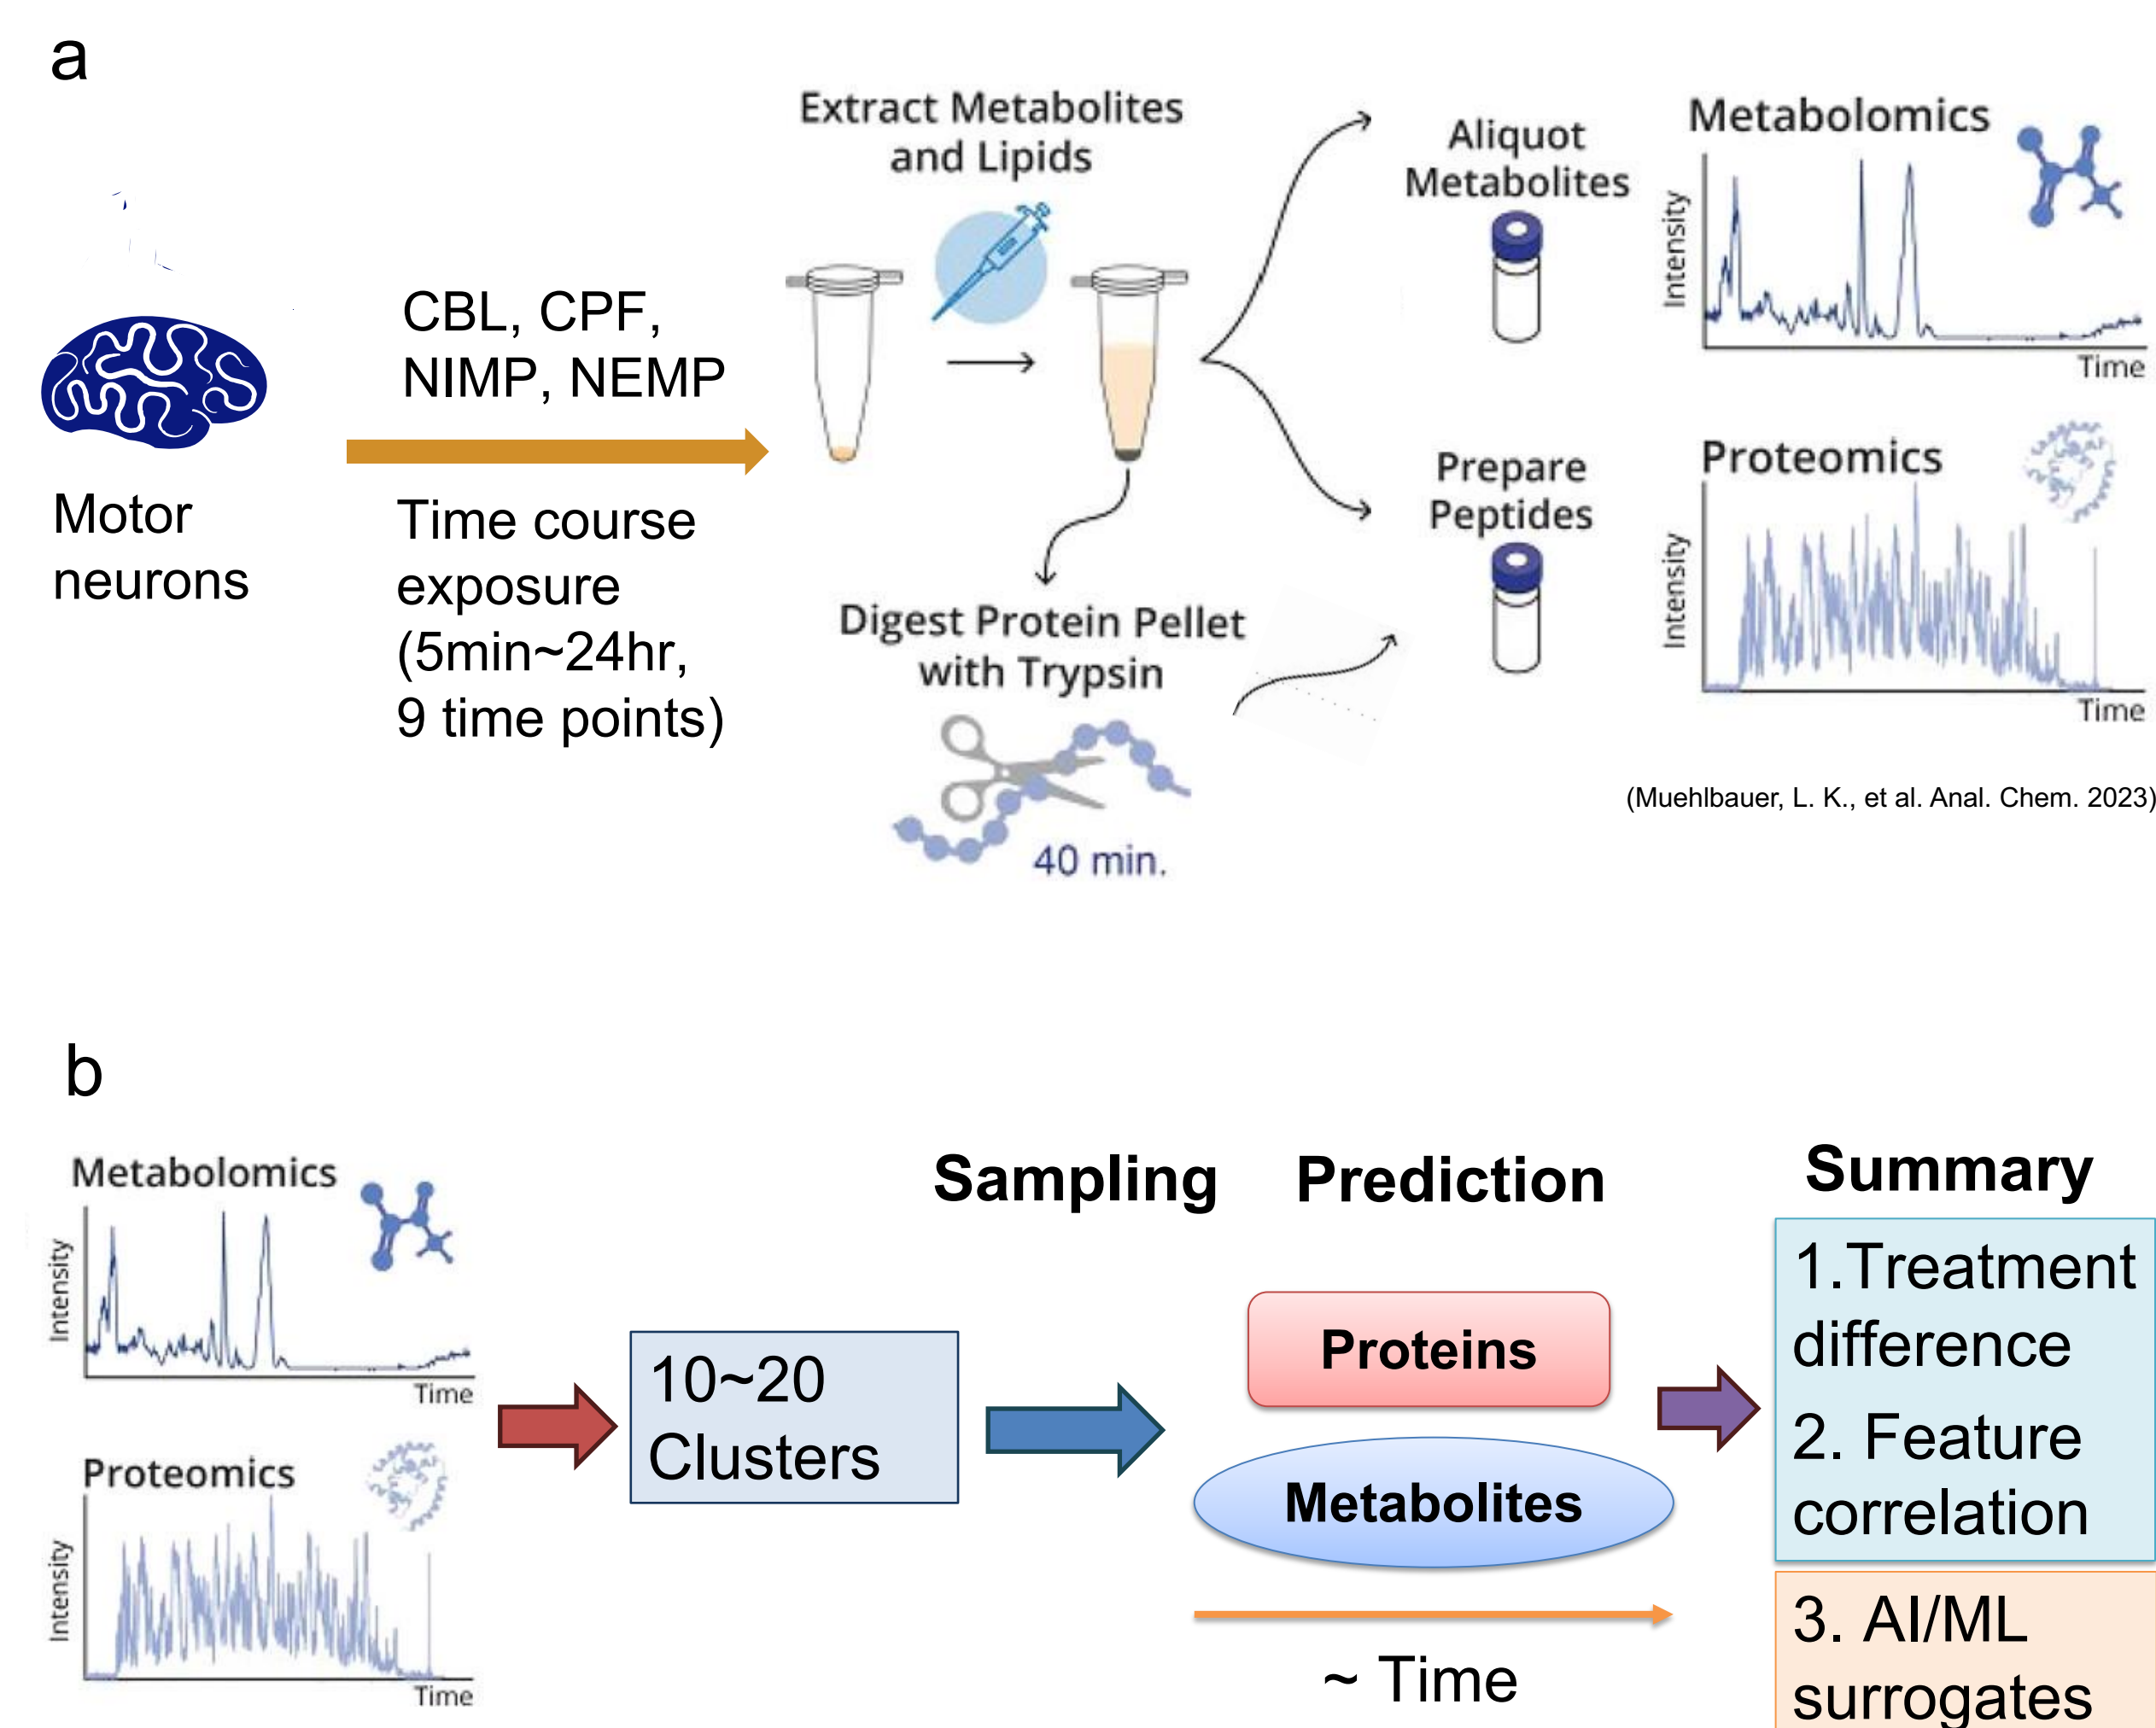 a
Motor
neurons
CBL, CPF,
NIMP, NEMP
Time course
exposure
(5min~24hr,
9 time points)
Extract Metabolites
and Lipids
Digest Protein Pellet
with Trypsin
40 min.
Aliquot
Metabolites
Prepare
Peptides
Metabolomics
Intensity
Time
Proteomics
Intensity
Time
(Muehlbauer, L. K., et al. Anal. Chem. 2023)
b
Metabolomics
Intensity
Time
Proteomics
Intensity
Time
10~20
Clusters
Sampling
Prediction
Proteins
Metabolites
~ Time
Summary
1.Treatment
difference
2. Feature
correlation
3. AI/ML
surrogates